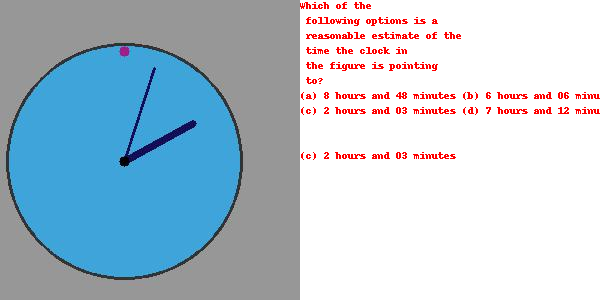 Which of the
following options is a
reasonable estimate of the
time the clock in
the figure is pointing
to?
(a) 8 hours and 48 minutes (b) 6 hours and 06 minu
(c) 2 hours and 03 minutes (d) 7 hours and 12 minu
(c) 2 hours and 03 minutes